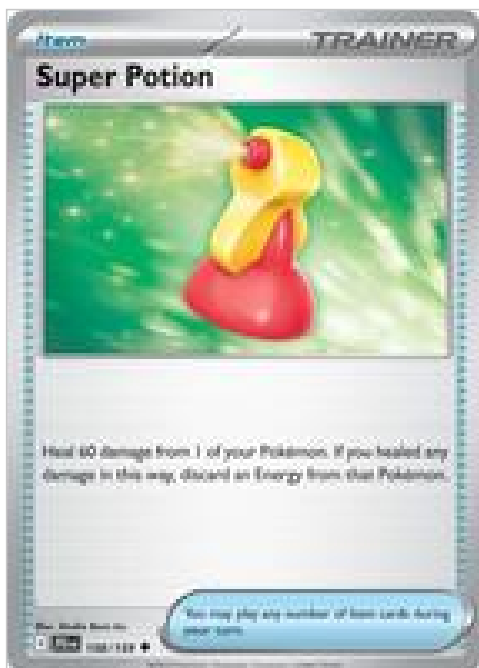 Item TRAINER
Super Potion
Heal 60 damage from 1 of your Pokémon. If you healed any
damage in this way, discard an Energy from that Pokémon.
You may play any number of Item cards during
your turn.